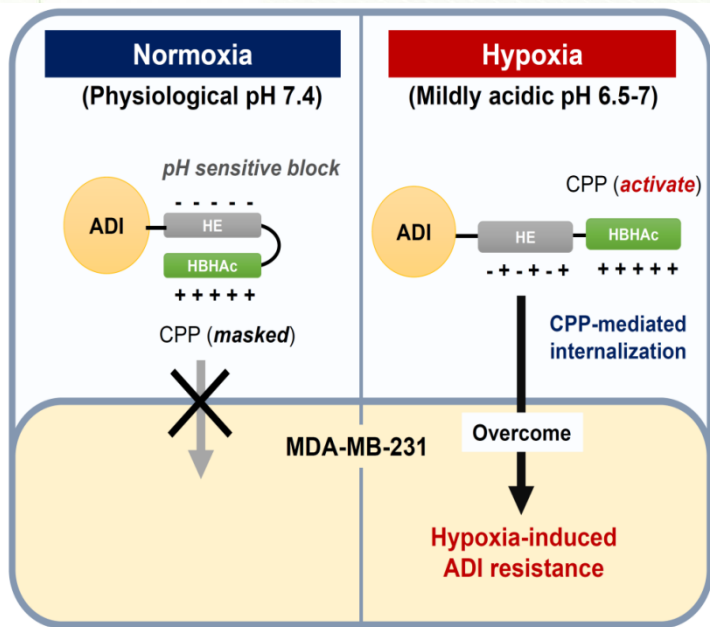 Normoxia
(Physiological pH 7.4)
pH sensitive block
- - - - -
ADI
HE
HBHAc
+ + + + +
CPP (masked)
Hypoxia
(Mildly acidic pH 6.5-7)
CPP (activate)
ADI
HE
HBHAc
- + - + - +
+ + + + +
CPP-mediated
internalization
Overcome
MDA-MB-231
Hypoxia-induced
ADI resistance